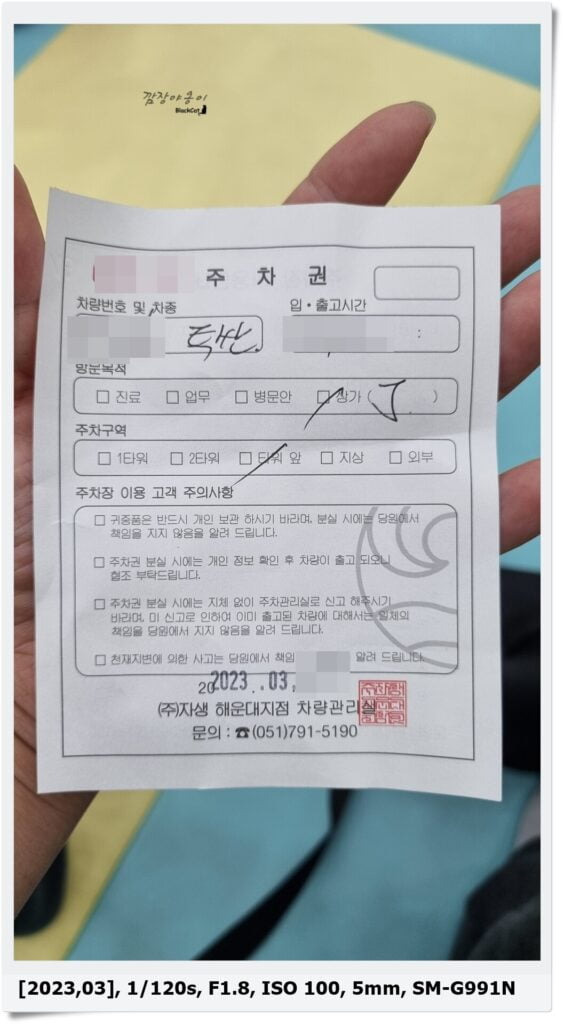 깜장야옹이
BlackCat
주 차 권
차량번호 및 차종
입 · 출고시간
투싼
방문목적
□ 진료 □ 업무 □ 병문안 □ 상가 ( J )
주차구역
□ 1타워 □ 2타워 □ 타워 앞 □ 지상 □ 외부
주차장 이용 고객 주의사항
□ 귀중품은 반드시 개인 보관 하시기 바라며, 분실 시에는 당원에서
책임을 지지 않음을 알려 드립니다.
□ 주차권 분실 시에는 개인 정보 확인 후 차량이 출고 되오니
협조 부탁드립니다.
□ 주차권 분실 시에는 지체 없이 주차관리실로 신고 해주시기
바라며, 미 신고로 인하여 이미 출고된 차량에 대해서는 일체의
책임을 당원에서 지지 않음을 알려 드립니다.
□ 천재지변에 의한 사고는 당원에서 책임 알려 드립니다.
20 2023. .03,
(주)자생 해운대지점 차량관리실
문의 : ☎(051)791-5190
[2023,03], 1/120s, F1.8, ISO 100, 5mm, SM-G991N